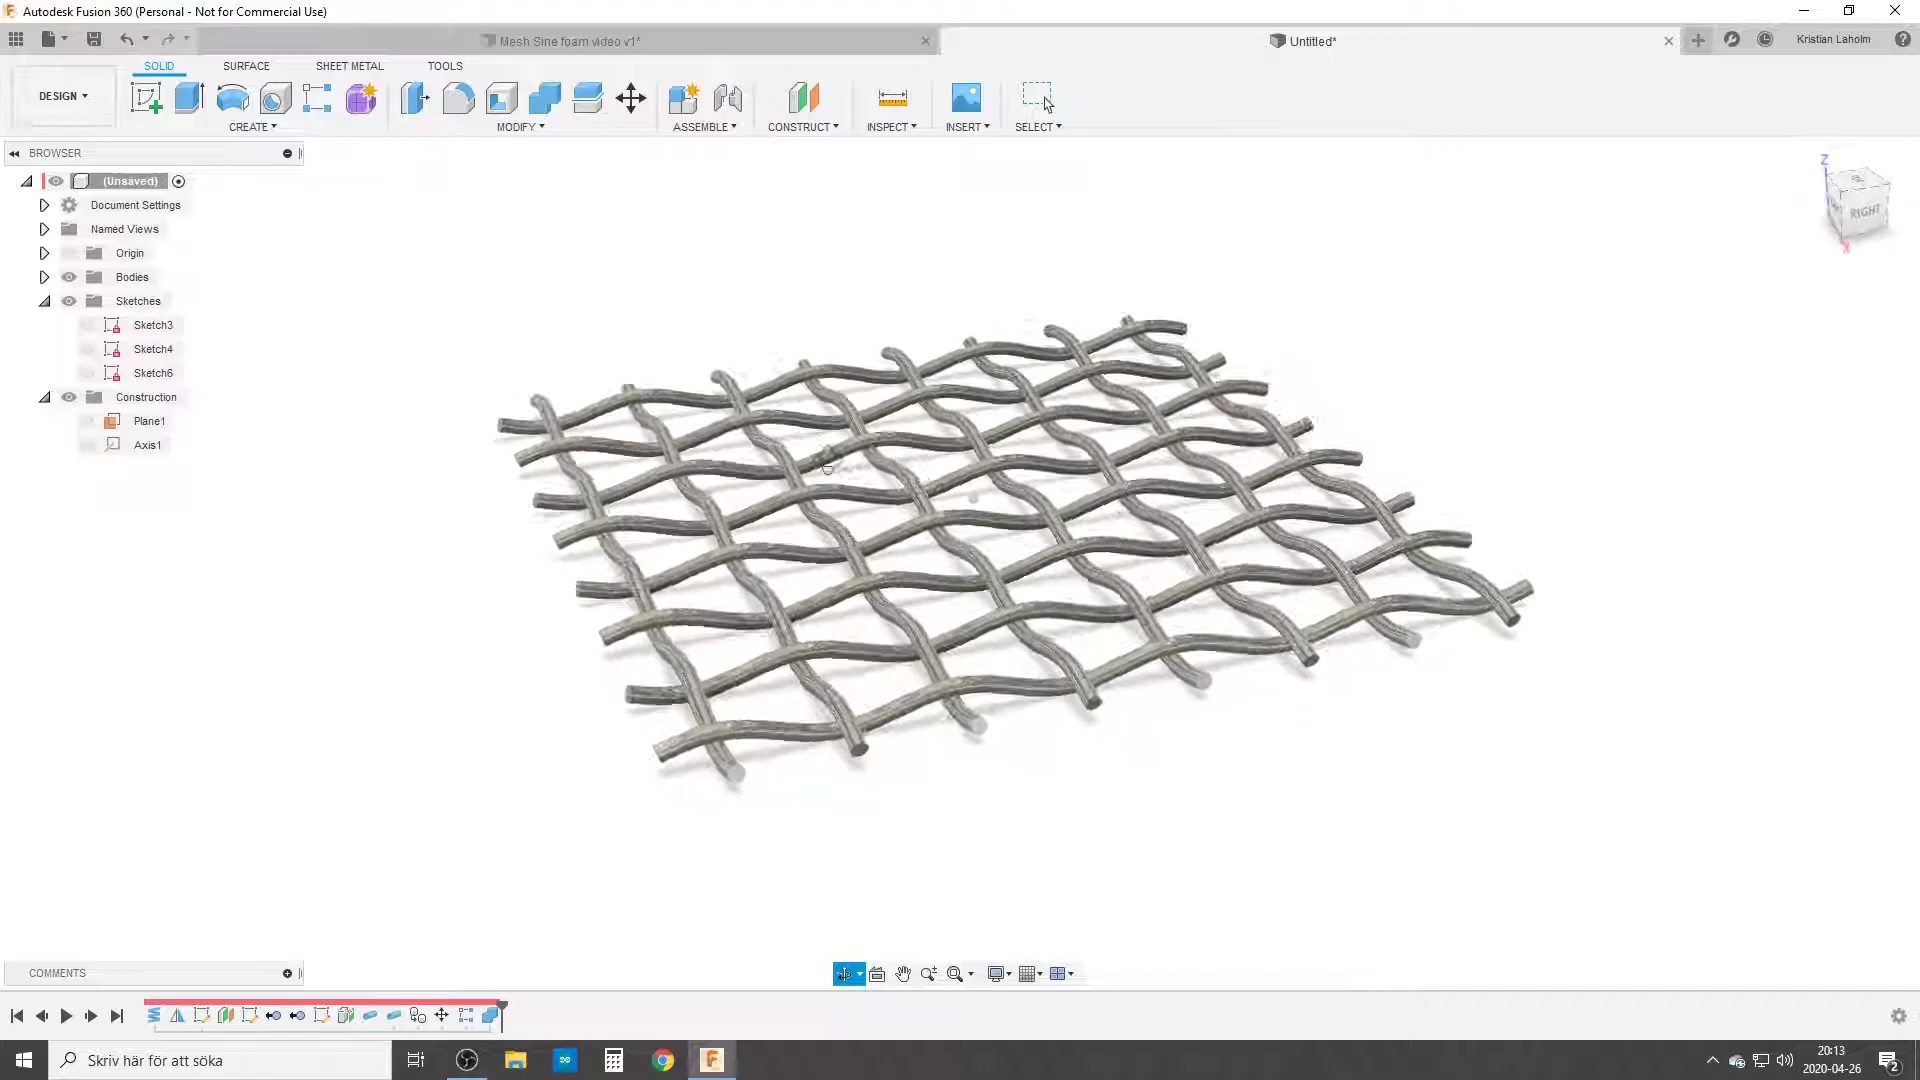 Autodesk Fusion 360 (Personal - Not for Commercial Use)
Mesh Sine foam video v1*
Untitled*
Kristian Laholm
SOLID
SURFACE
SHEET METAL
TOOLS
DESIGN
CREATE
MODIFY
ASSEMBLE
CONSTRUCT
INSPECT
INSERT
SELECT
BROWSER
(Unsaved)
Document Settings
Named Views
Origin
Bodies
Sketches
Sketch3
Sketch4
Sketch6
Construction
Plane1
Axis1
Z
RIGHT
X
COMMENTS
Skriv här för att söka
20:13
2020-04-26
2